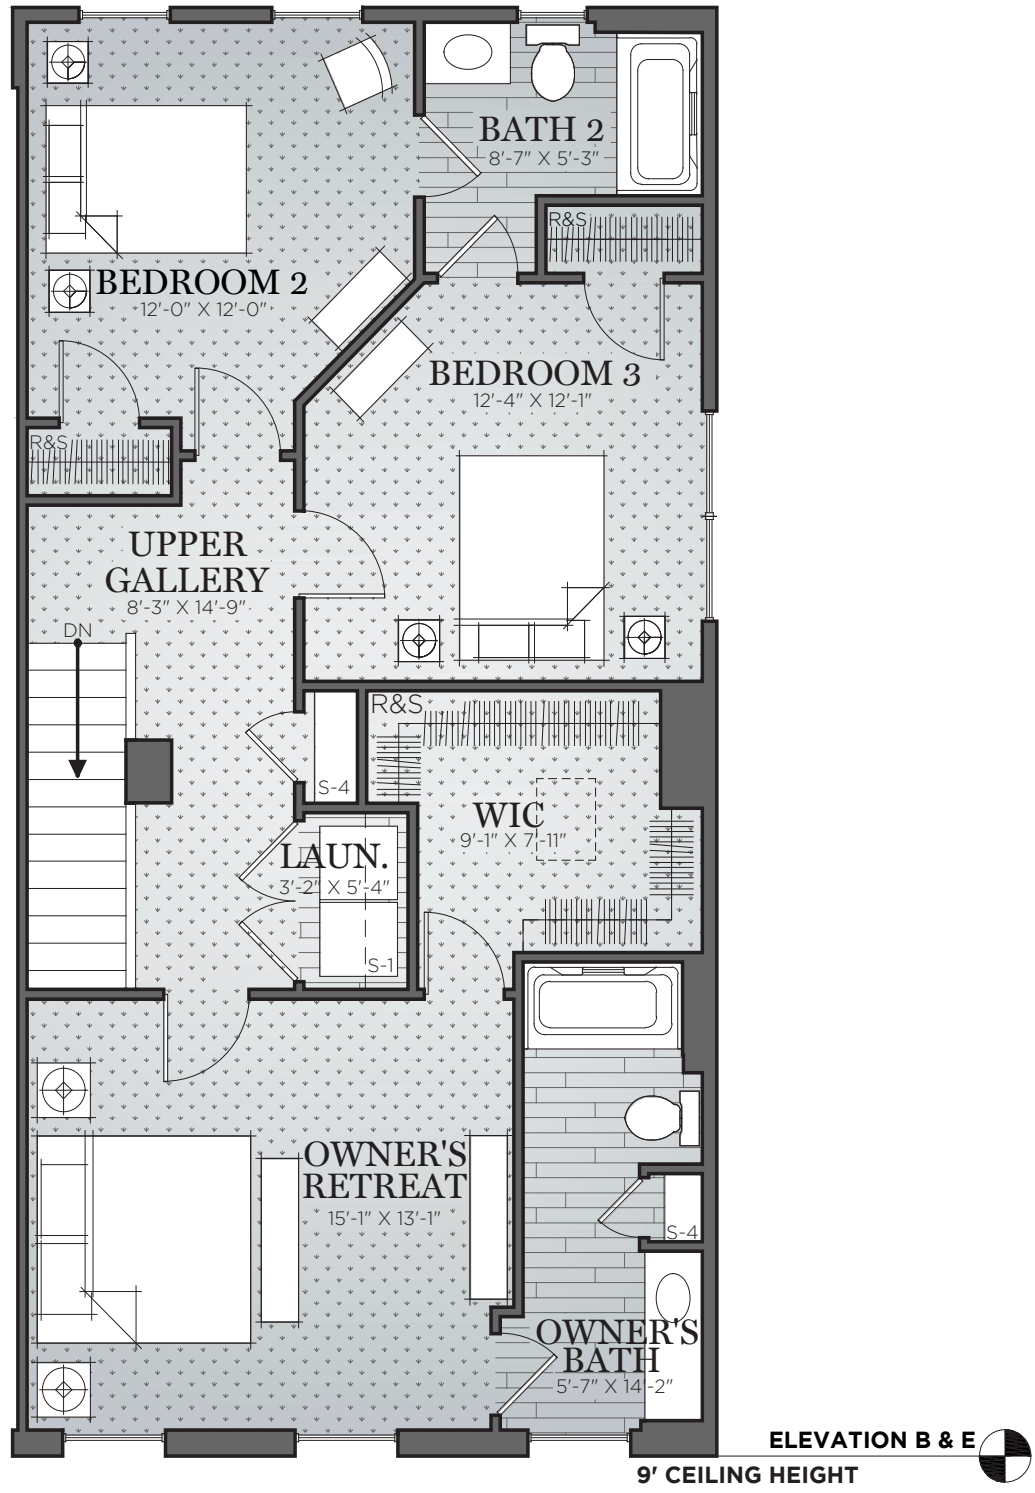 BATH 2
8'-7" X 5'-3"
R&S
BEDROOM 2
12'-0" X 12'-0"
BEDROOM 3
12'-4" X 12'-1"
R&S
UPPER
GALLERY
8'-3" X 14'-9"
DN
R&S
S-4
WIC
9'-1" X 7'-11"
LAUN.
3'-2" X 5'-4"
S-1
OWNER'S
RETREAT
15'-1" X 13'-1"
S-4
OWNER'S
BATH
5'-7" X 14'-2"
ELEVATION B & E
9' CEILING HEIGHT